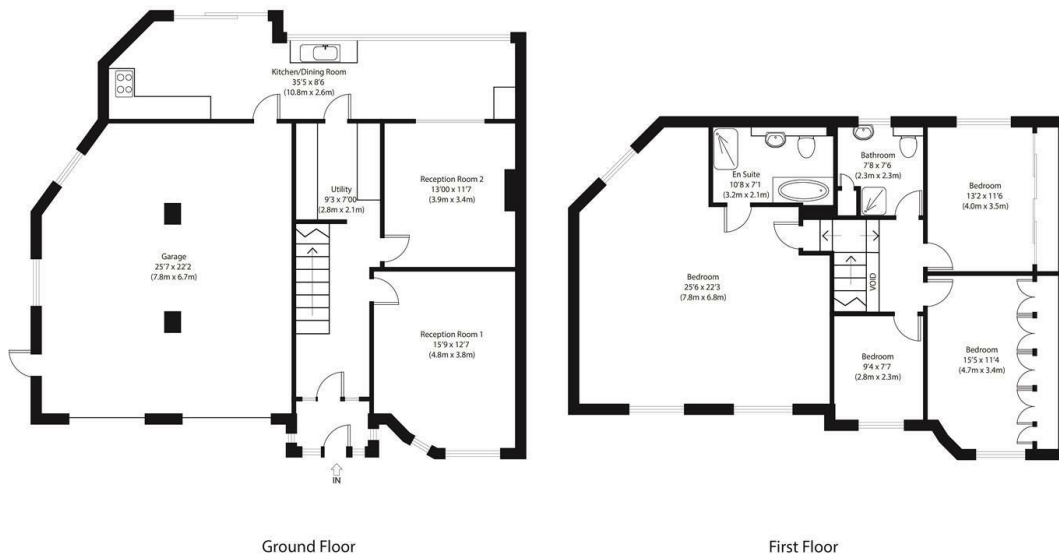 Kitchen/Dining Room
35'5 x 8'6
(10.8m x 2.6m)
Utility
9'3 x 7'00
(2.8m x 2.1m)
Reception Room 2
13'00 x 11'7
(3.9m x 3.4m)
Garage
25'7 x 22'2
(7.8m x 6.7m)
Reception Room 1
15'9 x 12'7
(4.8m x 3.8m)
IN
Ground Floor
En Suite
10'8 x 7'1
(3.2m x 2.1m)
Bathroom
7'8 x 7'6
(2.3m x 2.3m)
Bedroom
13'2 x 11'6
(4.0m x 3.5m)
Bedroom
25'6 x 22'3
(7.8m x 6.8m)
VOID
Bedroom
9'4 x 7'7
(2.8m x 2.3m)
Bedroom
15'5 x 11'4
(4.7m x 3.4m)
First Floor